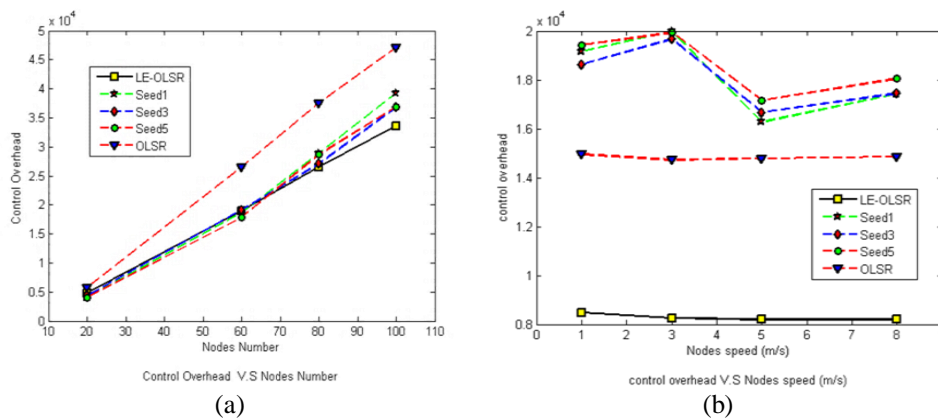 x 10⁴
5
4.5
4
3.5
3
2.5
2
1.5
1
0.5
0
Control Overhead
LE-OLSR
Seed1
Seed3
Seed5
OLSR
10 20 30 40 50 60 70 80 90 100 110
Nodes Number
Control Overhead V.S Nodes Number
(a)
x 10⁴
2
1.8
1.6
1.4
1.2
1
0.8
control overhead
LE-OLSR
Seed1
Seed3
Seed5
OLSR
0 1 2 3 4 5 6 7 8 9
Nodes speed (m/s)
control overhead V.S Nodes speed (m/s)
(b)